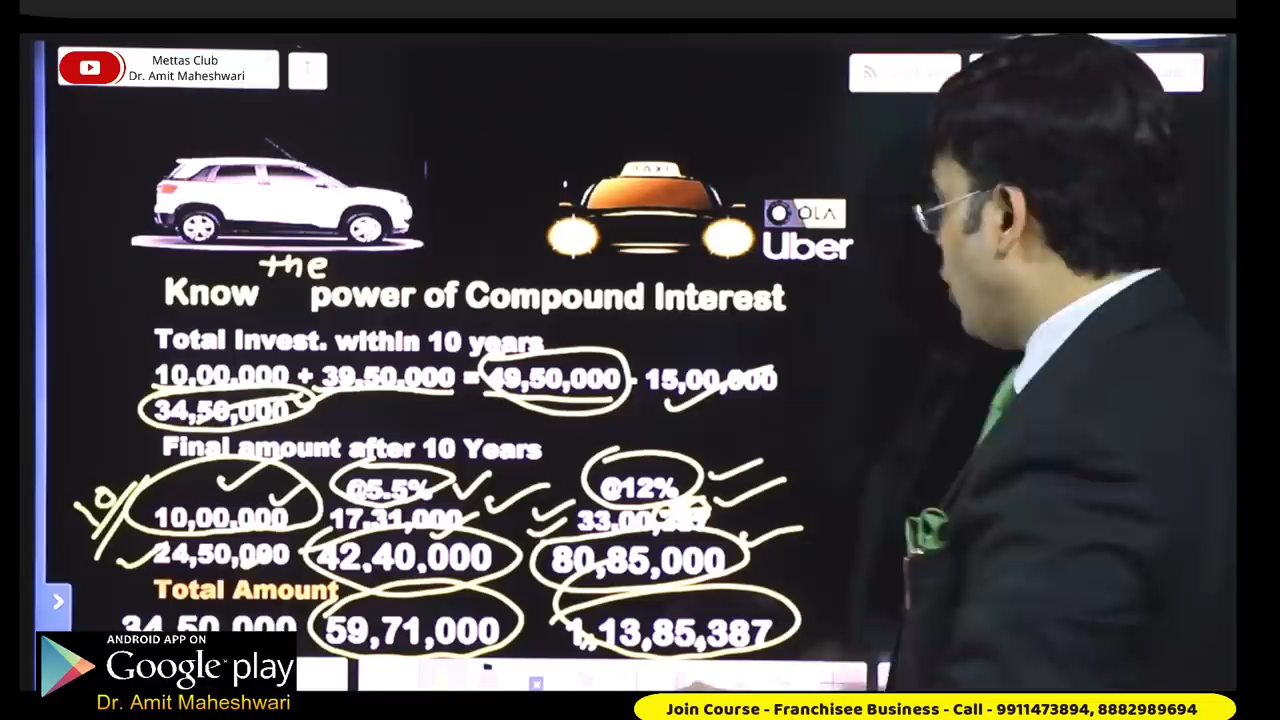 Mettas Club
Dr. Amit Maheshwari
TAXI
OLA
Uber
the
Know power of Compound Interest
Total Invest. within 10 years
10,00,000 + 39,50,000 = 49,50,000 - 15,00,000
34,50,000
Final amount after 10 Years
@5.5% @12%
10,00,000 17,31,000
24,50,000 42,40,000 80,85,000
Total Amount
34,50,000 59,71,000 1,13,85,387
ANDROID APP ON
Google play
Dr. Amit Maheshwari
Join Course - Franchisee Business - Call - 9911473894, 8882989694